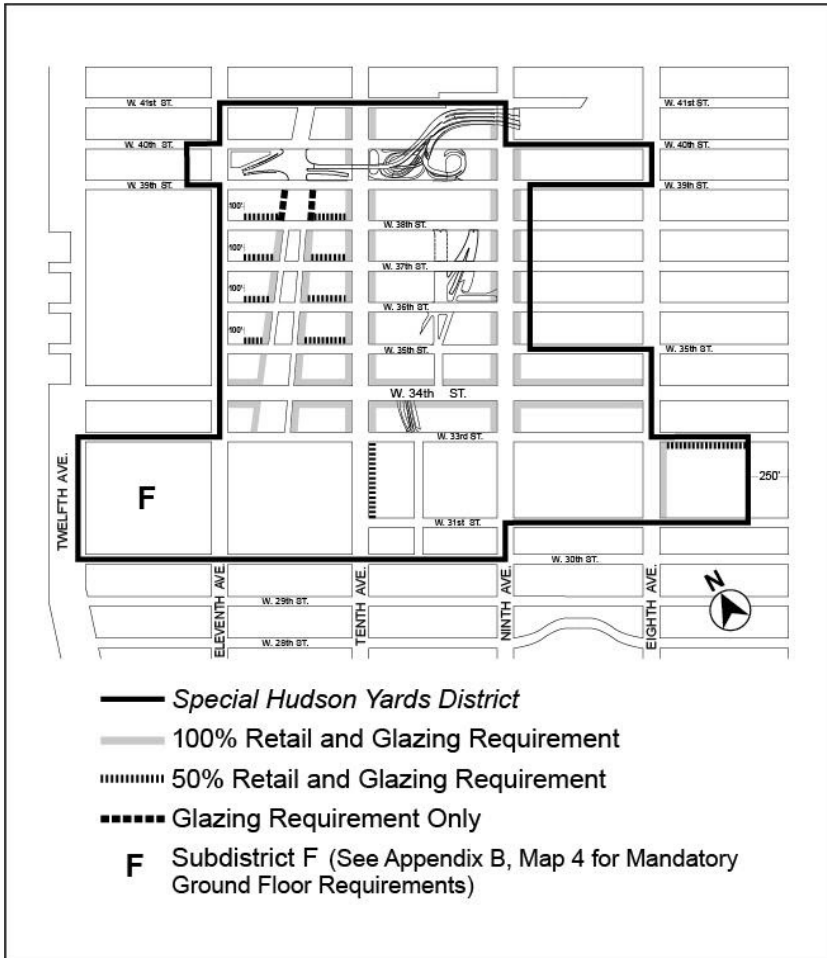 W. 41st ST.
W. 41st ST.
W. 40th ST.
W. 40th ST.
W. 39th ST.
W. 39th ST.
100'
W. 38th ST.
100'
W. 37th ST.
100'
W. 36th ST.
100'
W. 35th ST.
W. 35th ST.
W. 34th ST.
W. 33rd ST.
TWELFTH AVE.
F
250'
W. 31st ST.
W. 30th ST.
ELEVENTH AVE.
TENTH AVE.
NINTH AVE.
EIGHTH AVE.
N
W. 29th ST.
W. 28th ST.
Special Hudson Yards District
100% Retail and Glazing Requirement
50% Retail and Glazing Requirement
Glazing Requirement Only
F Subdistrict F (See Appendix B, Map 4 for Mandatory
Ground Floor Requirements)